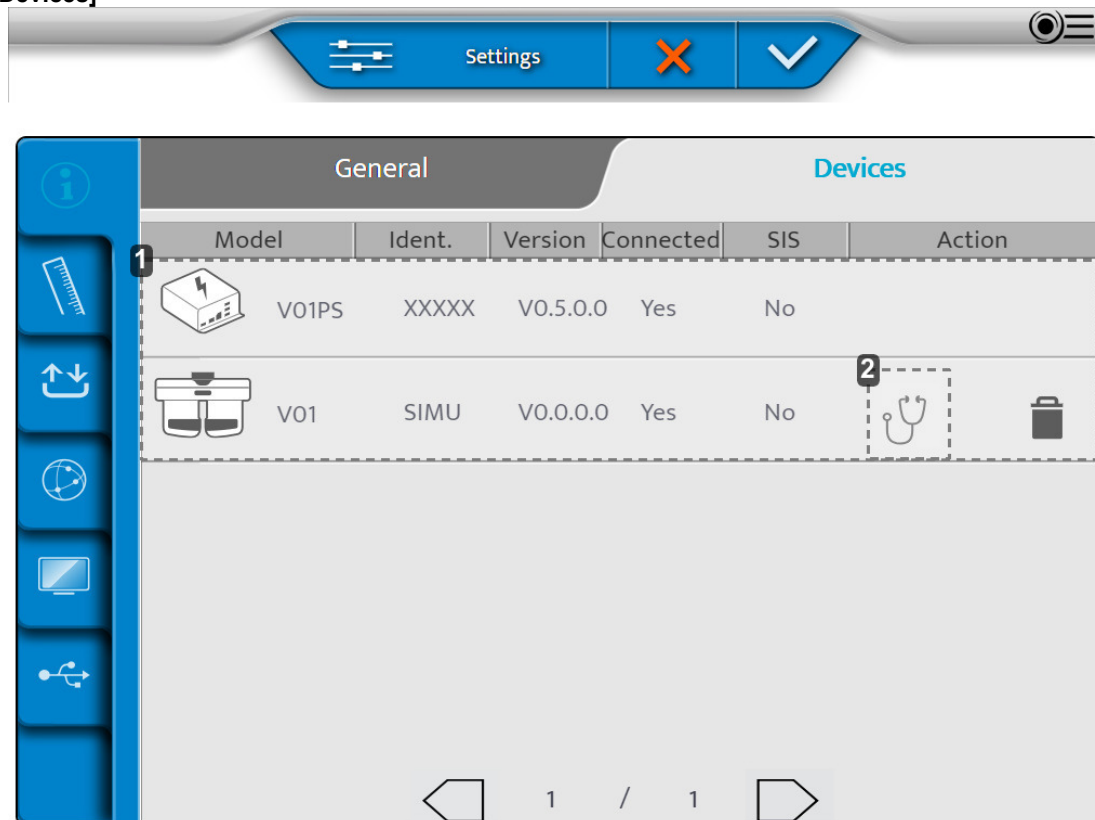 Devices]
Settings
General Devices
Model Ident. Version Connected SIS Action
1
V01PS XXXXX V0.5.0.0 Yes No
2
V01 SIMU V0.0.0.0 Yes No
1 / 1